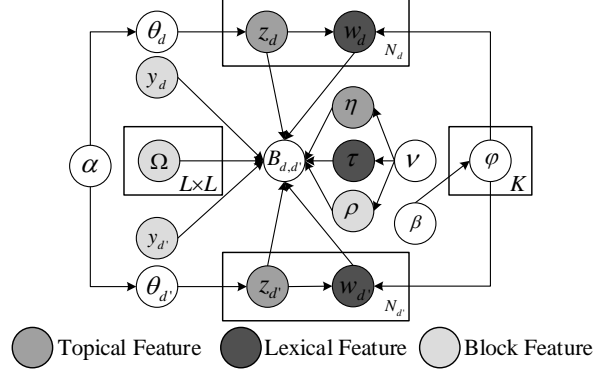 θ_d z_d w_d N_d
y_d
η
α Ω L×L B_{d,d'} τ ν φ K
ρ β
y_{d'}
θ_{d'} z_{d'} w_{d'} N_{d'}
Topical Feature Lexical Feature Block Feature